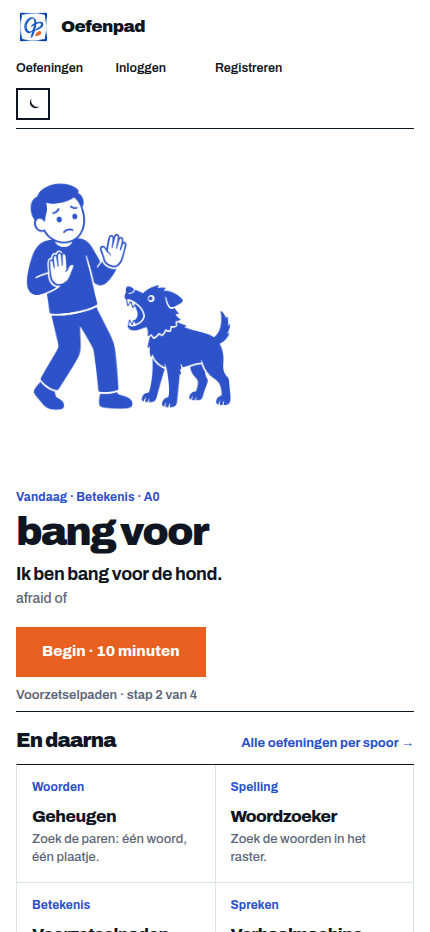 Oefenpad
Oefeningen Inloggen Registreren
Vandaag · Betekenis · A0
bang voor
Ik ben bang voor de hond.
afraid of
Begin · 10 minuten
Voorzetselpaden · stap 2 van 4
En daarna
Alle oefeningen per spoor →
Woorden
Geheugen
Zoek de paren: één woord,
één plaatje.
Spelling
Woordzoeker
Zoek de woorden in het
raster.
Betekenis
Voorzetselpaden
Spreken